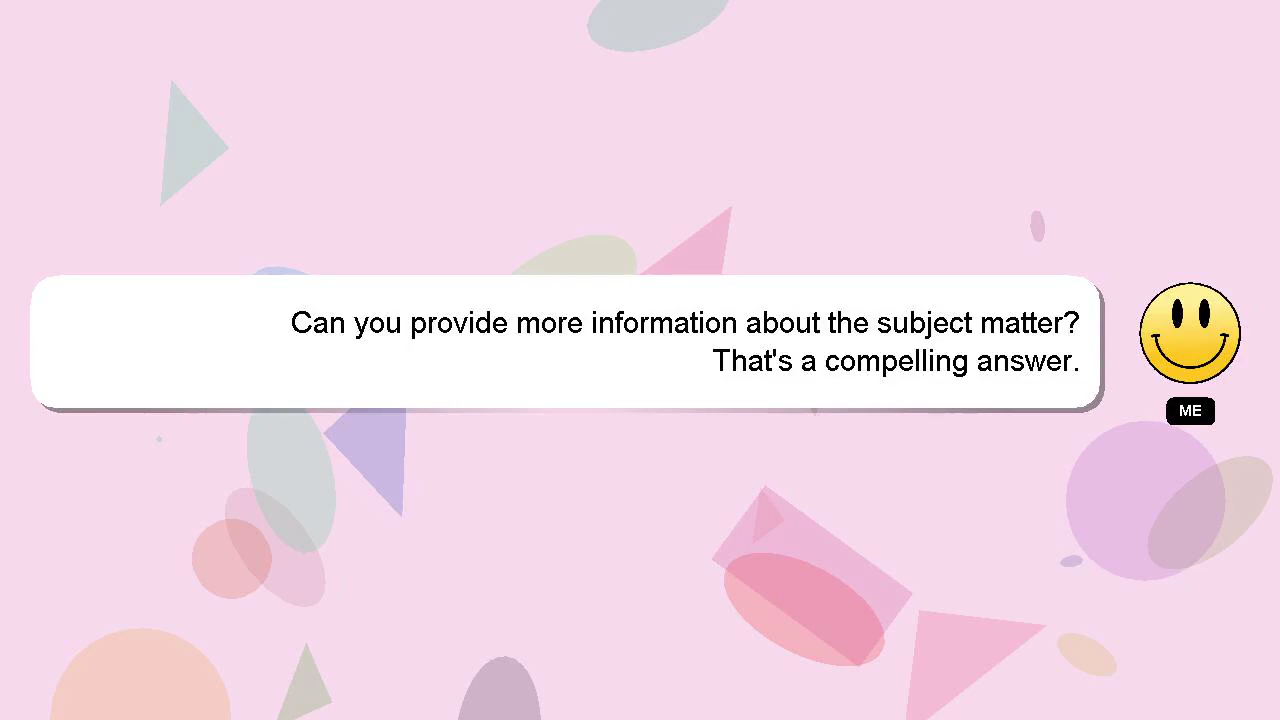 Can you provide more information about the subject matter?
That's a compelling answer.
ME